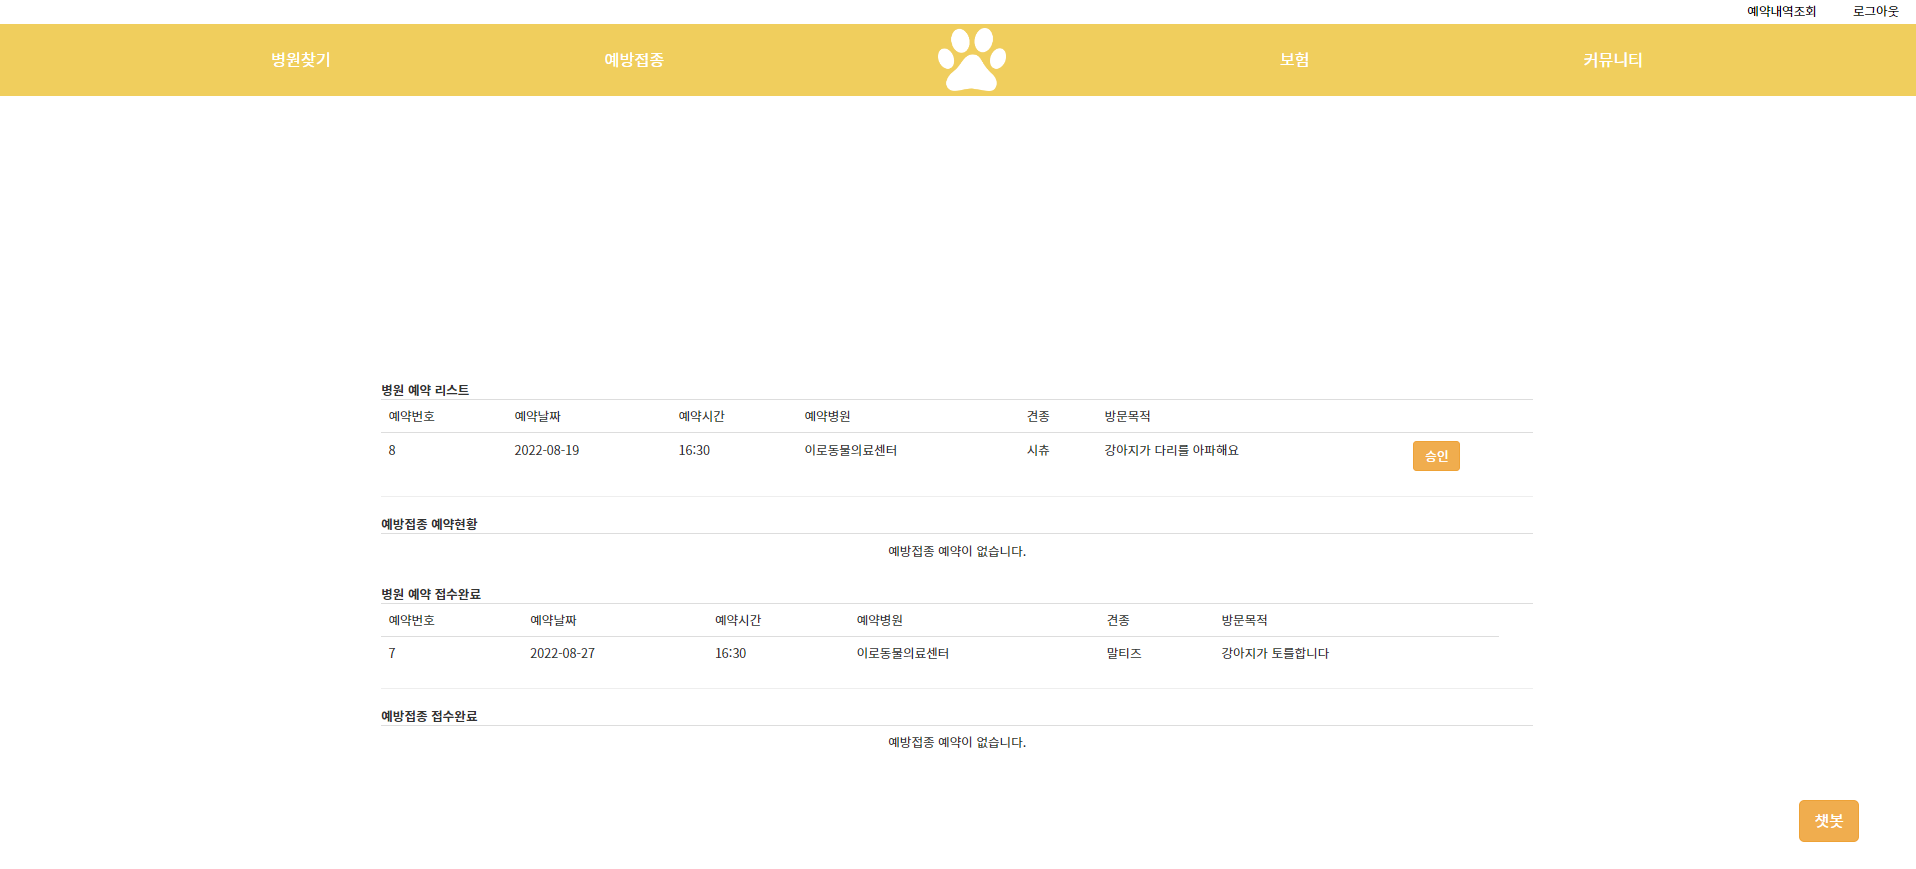 예약내역조회 로그아웃
병원찾기 예방접종 보험 커뮤니티
병원 예약 리스트
예약번호 예약날짜 예약시간 예약병원 견종 방문목적
8 2022-08-19 16:30 이로동물의료센터 시츄 강아지가 다리를 아파해요 승인
예방접종 예약현황
예방접종 예약이 없습니다.
병원 예약 접수완료
예약번호 예약날짜 예약시간 예약병원 견종 방문목적
7 2022-08-27 16:30 이로동물의료센터 말티즈 강아지가 토를합니다
예방접종 접수완료
예방접종 예약이 없습니다.
챗봇